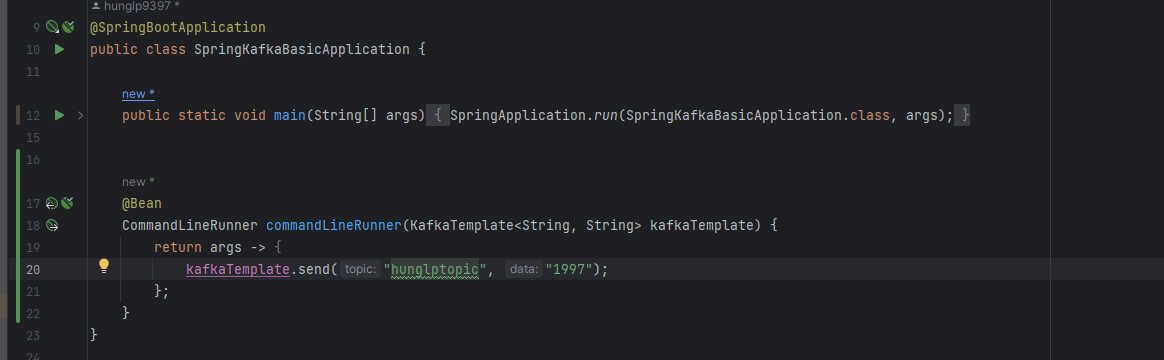 hunglp9397 *
9 @SpringBootApplication
10 public class SpringKafkaBasicApplication {
11
new *
12 public static void main(String[] args) { SpringApplication.run(SpringKafkaBasicApplication.class, args); }
15
16
new *
17 @Bean
18 CommandLineRunner commandLineRunner(KafkaTemplate<String, String> kafkaTemplate) {
19 return args -> {
20 kafkaTemplate.send( topic: "hunglptopic", data: "1997");
21 };
22 }
23 }
24